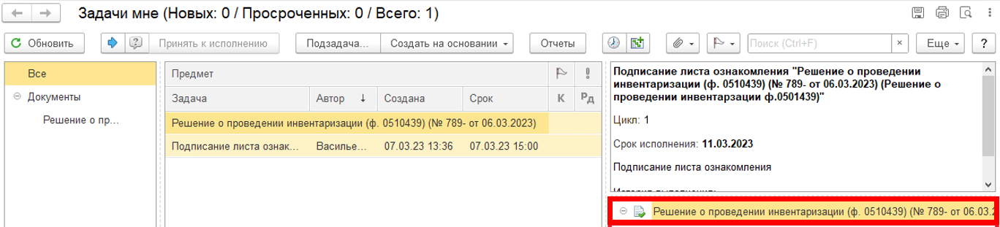 Задачи мне (Новых: 0 / Просроченных: 0 / Всего: 1)
Обновить Принять к исполнению Подзадача... Создать на основании Отчеты Поиск (Ctrl+F) × Еще ?
Все
Документы
Решение о пр...
Предмет
Задача Автор ↓ Создана Срок К Рд
Решение о проведении инвентаризации (ф. 0510439) (№ 789- от 06.03.2023)
Подписание листа ознак... Василье... 07.03.23 13:36 07.03.23 15:00
Подписание листа ознакомления "Решение о проведении
инвентаризации (ф. 0510439) (№ 789- от 06.03.2023) (Решение о
проведении инвентарзации ф.0501439)"
Цикл: 1
Срок исполнения: 11.03.2023
Подписание листа ознакомления
Решение о проведении инвентаризации (ф. 0510439) (№ 789- от 06.03.2